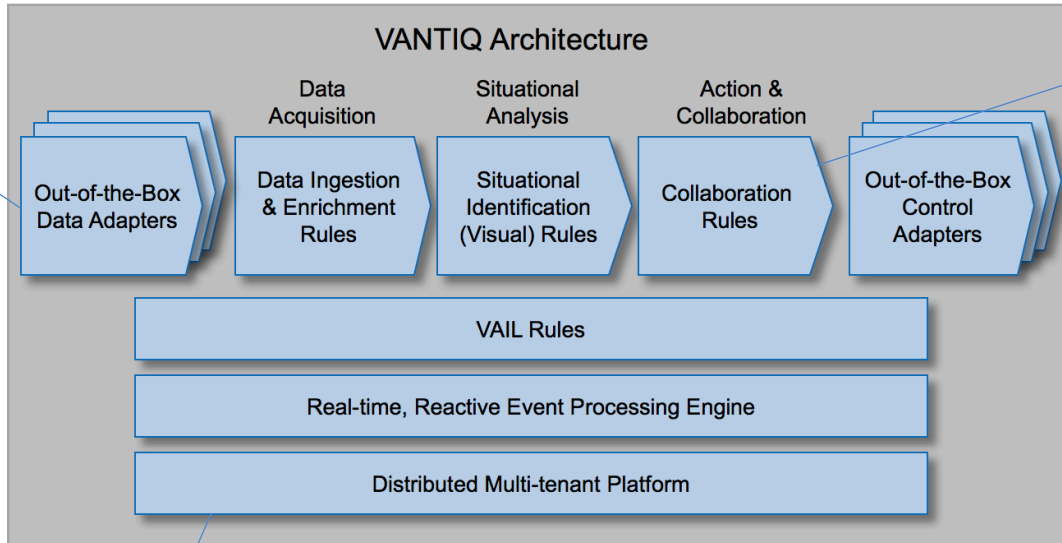 VANTIQ Architecture
Data
Acquisition
Situational
Analysis
Action &
Collaboration
Out-of-the-Box
Data Adapters
Data Ingestion
& Enrichment
Rules
Situational
Identification
(Visual) Rules
Collaboration
Rules
Out-of-the-Box
Control
Adapters
VAIL Rules
Real-time, Reactive Event Processing Engine
Distributed Multi-tenant Platform